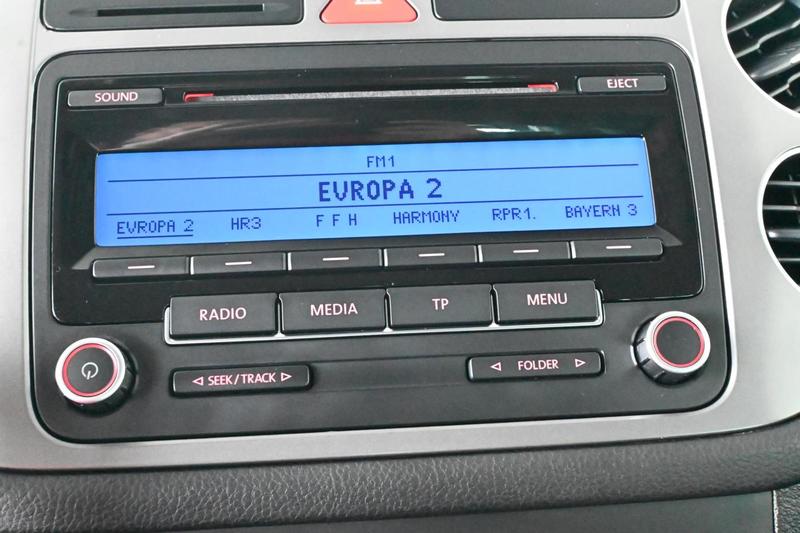 SOUND
EJECT
FM1
EVROPA 2
EVROPA 2 HR3 F F H HARMONY RPR1. BAYERN 3
RADIO MEDIA TP MENU
SEEK/TRACK
FOLDER